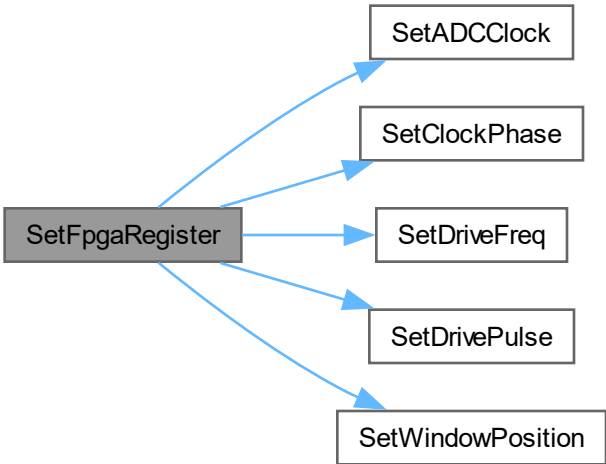 SetADCClock
SetClockPhase
SetFpgaRegister
SetDriveFreq
SetDrivePulse
SetWindowPosition